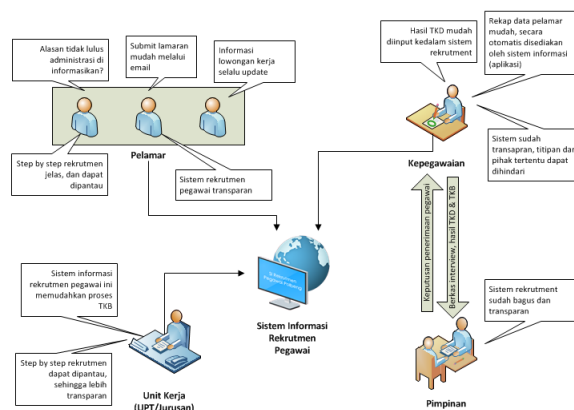 Alasan tidak lulus
administrasi di
informasikan?
Submit lamaran
mudah melalui
email
Informasi
lowongan kerja
selalu update
Pelamar
Step by step rekrutmen
jelas, dan dapat
dipantau
Sistem rekrutmen
pegawai transparan
Hasil TKD mudah
diinput kedalam sistem
rekrutment
Rekap data pelamar
mudah, secara
otomatis disediakan
oleh sistem informasi
(aplikasi)
Kepegawaian
Sistem sudah
transapran, titipan dari
pihak tertentu dapat
dihindari
Keputusan penerimaan pegawai
Berkas interview, hasil TKD & TKB
Sistem informasi
rekrutmen pegawai ini
memudahkan proses
TKB
Step by step rekrutmen
dapat dipantau,
sehingga lebih
transparan
Unit Kerja
(UPT/Jurusan)
Sistem Informasi
Rekrutmen
Pegawai
Sistem rekrutment
sudah bagus dan
transparan
Pimpinan